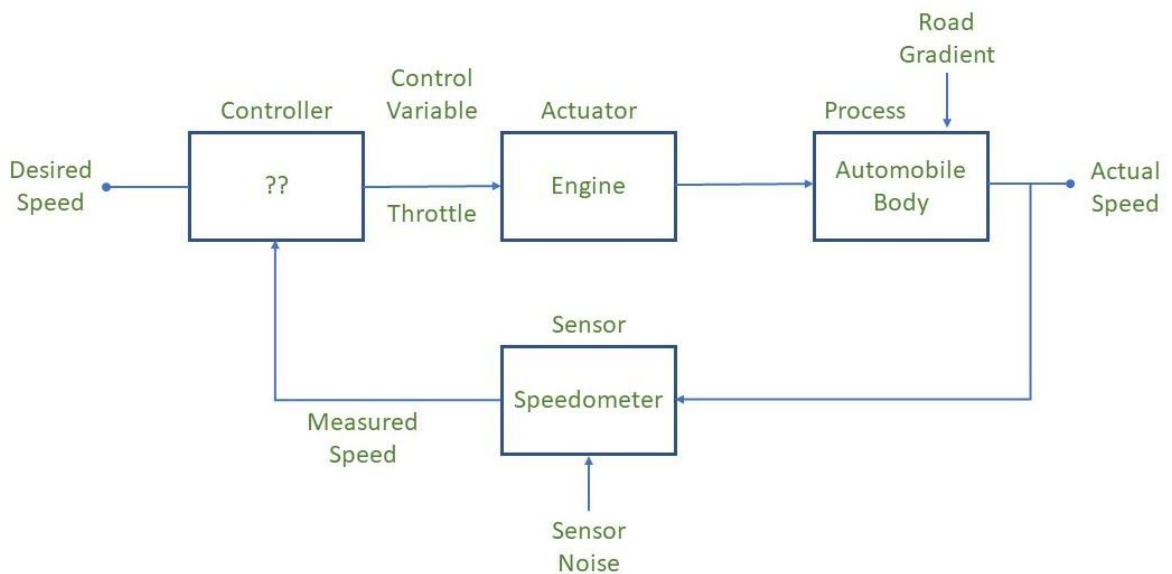 Road
Gradient
Control
Variable
Controller
Actuator
Process
Desired
Speed
??
Throttle
Engine
Automobile
Body
Actual
Speed
Sensor
Speedometer
Measured
Speed
Sensor
Noise